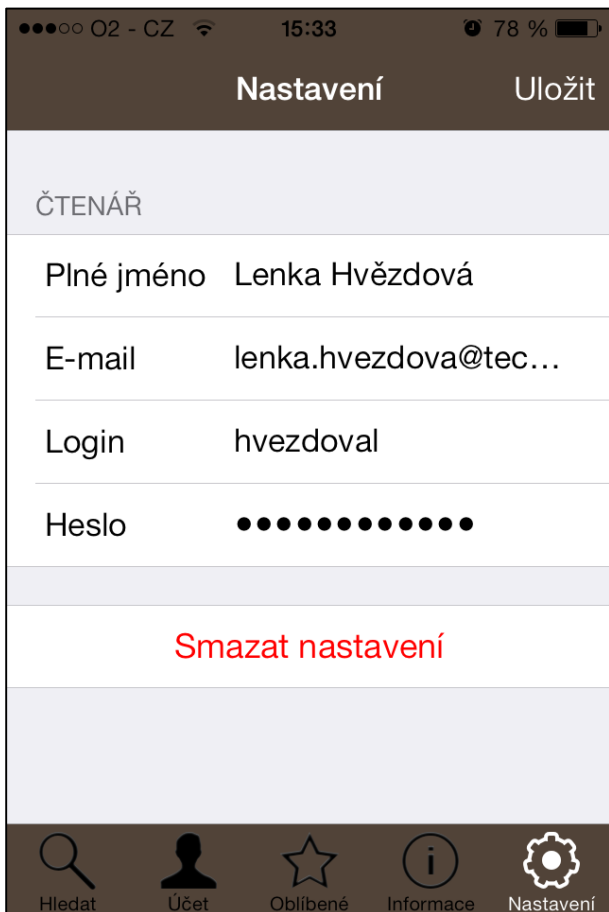 O2 - CZ 15:33 78 %
Nastavení Uložit
ČTENÁŘ
Plné jméno Lenka Hvězdová
E-mail lenka.hvezdova@tec...
Login hvezdoval
Heslo ••••••••••••
Smazat nastavení
Hledat Účet Oblíbené Informace Nastavení